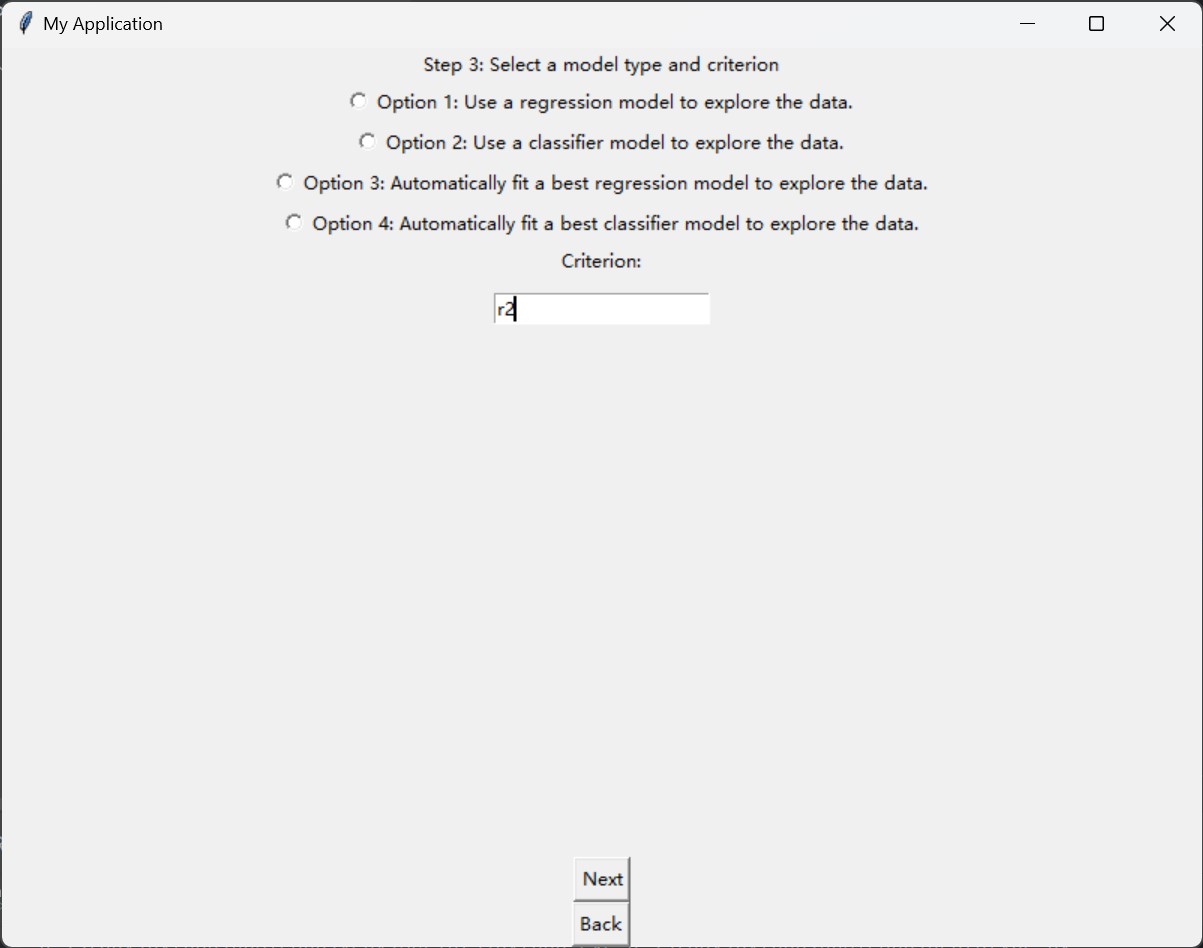 My Application
Step 3: Select a model type and criterion
Option 1: Use a regression model to explore the data.
Option 2: Use a classifier model to explore the data.
Option 3: Automatically fit a best regression model to explore the data.
Option 4: Automatically fit a best classifier model to explore the data.
Criterion:
r2
Next
Back